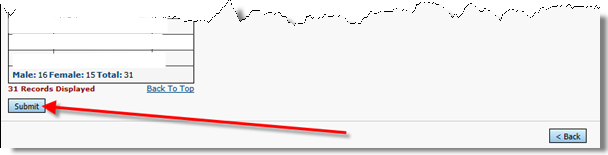 Male: 16 Female: 15 Total: 31
31 Records Displayed Back To Top
Submit
< Back